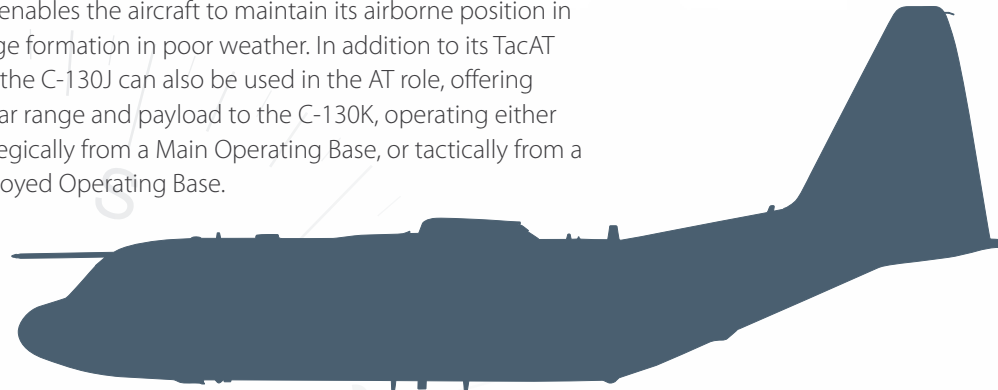 enables the aircraft to maintain its airborne position in
ge formation in poor weather. In addition to its TacAT
the C-130J can also be used in the AT role, offering
ar range and payload to the C-130K, operating either
egically from a Main Operating Base, or tactically from a
oyed Operating Base.